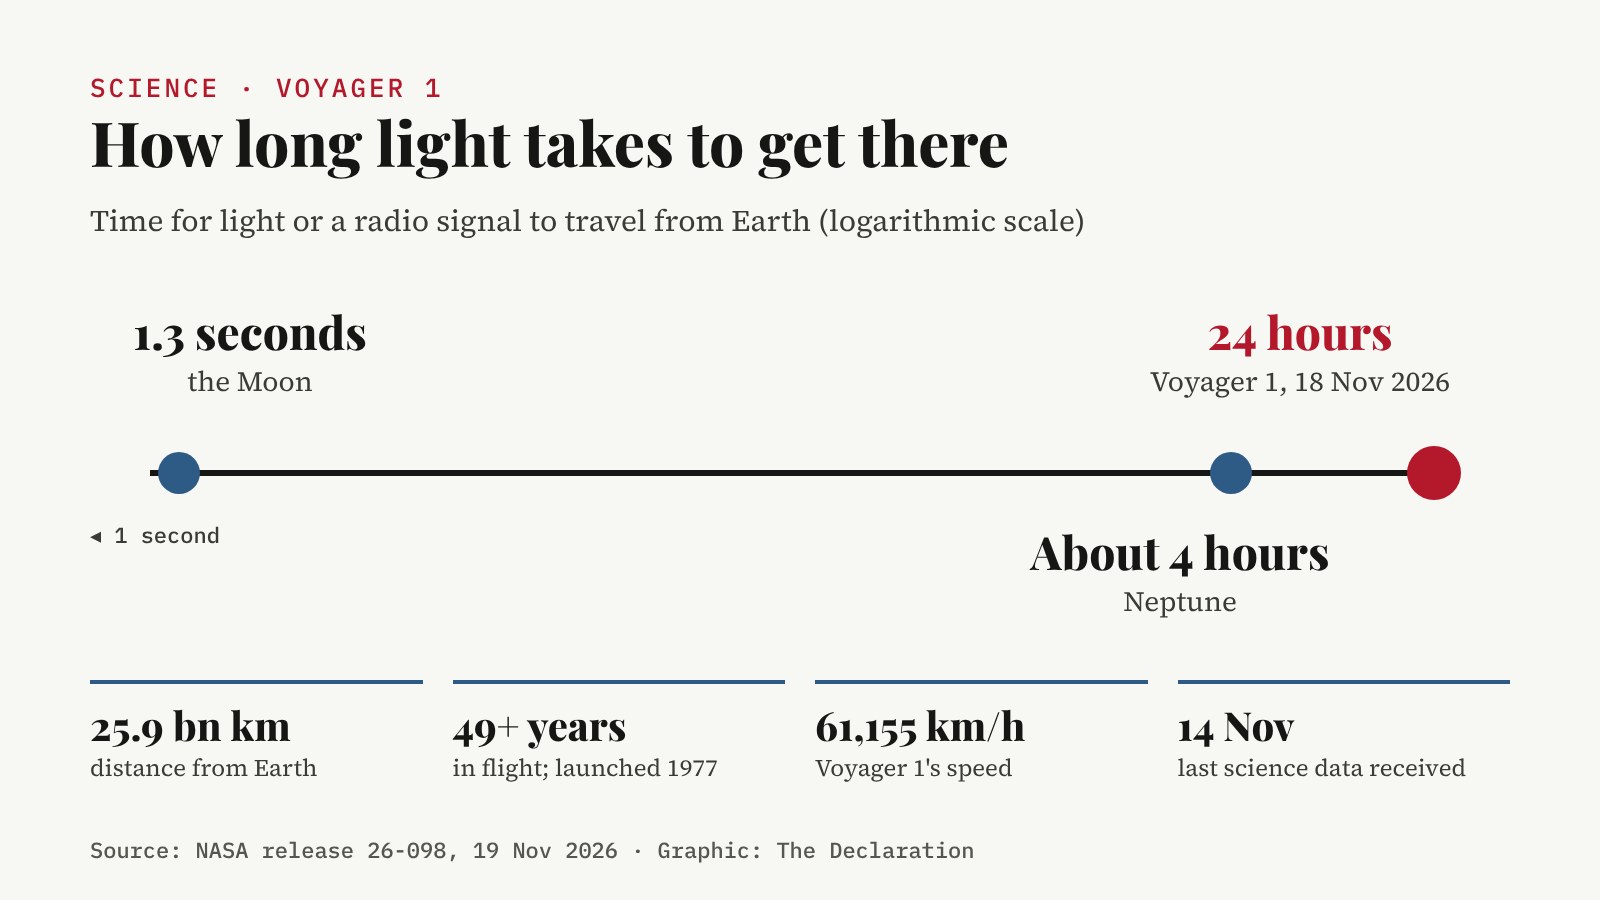 SCIENCE · VOYAGER 1
How long light takes to get there
Time for light or a radio signal to travel from Earth (logarithmic scale)
1.3 seconds
the Moon
24 hours
Voyager 1, 18 Nov 2026
◂ 1 second
About 4 hours
Neptune
25.9 bn km
distance from Earth
49+ years
in flight; launched 1977
61,155 km/h
Voyager 1's speed
14 Nov
last science data received
Source: NASA release 26-098, 19 Nov 2026 · Graphic: The Declaration